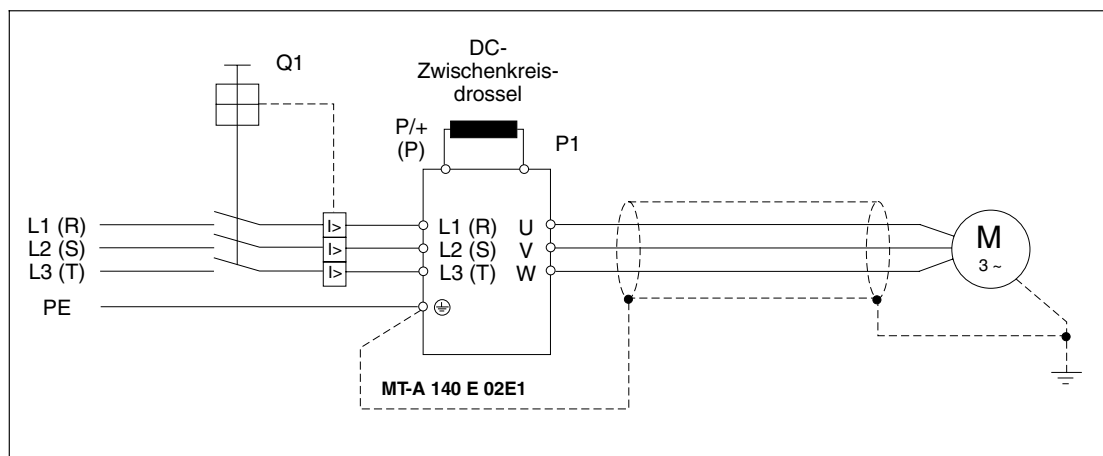 Q1
DC-
Zwischenkreis-
drossel
P/+
(P)
P1
L1 (R)
L2 (S)
L3 (T)
PE
I>
I>
I>
L1 (R)
L2 (S)
L3 (T)
U
V
W
M
3 ~
MT-A 140 E 02E1